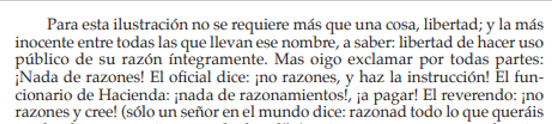 Para esta ilustración no se requiere más que una cosa, libertad; y la más
inocente entre todas las que llevan ese nombre, a saber: libertad de hacer uso
público de su razón íntegramente. Mas oigo exclamar por todas partes:
¡Nada de razones! El oficial dice: ¡no razones, y haz la instrucción! El fun-
cionario de Hacienda: ¡nada de razonamientos!, ¡a pagar! El reverendo: ¡no
razones y cree! (sólo un señor en el mundo dice: razonad todo lo que queráis